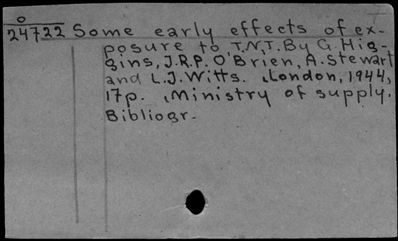 o
24722 Some early effects of ex-
posure to T.N.T. By G. Hig-
gins, J.R.P. O'Brien, A. Stewart
and L.J. Witts. London, 1944,
17p. Ministry of supply.
Bibliogr.